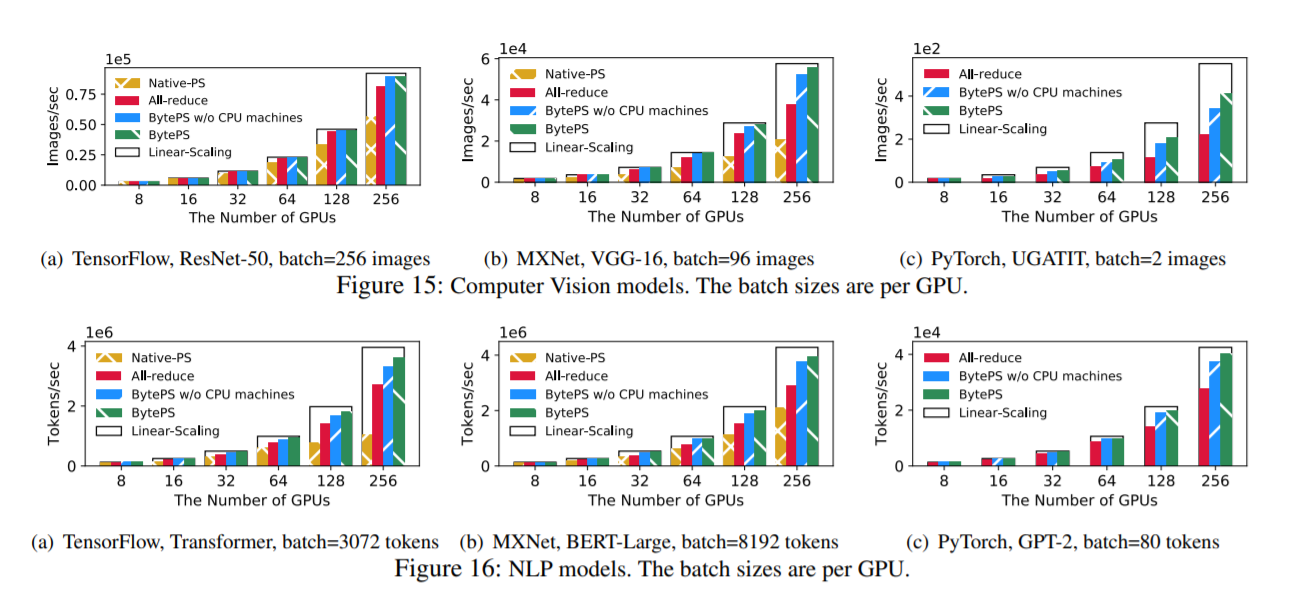 1e5
Images/sec
0.75
0.50
0.25
0.00
Native-PS
All-reduce
BytePS w/o CPU machines
BytePS
Linear-Scaling
8 16 32 64 128 256
The Number of GPUs
(a) TensorFlow, ResNet-50, batch=256 images
1e4
Images/sec
6
4
2
0
Native-PS
All-reduce
BytePS w/o CPU machines
BytePS
Linear-Scaling
8 16 32 64 128 256
The Number of GPUs
(b) MXNet, VGG-16, batch=96 images
1e2
Images/sec
4
2
0
All-reduce
BytePS w/o CPU machines
BytePS
Linear-Scaling
8 16 32 64 128 256
The Number of GPUs
(c) PyTorch, UGATIT, batch=2 images
Figure 15: Computer Vision models. The batch sizes are per GPU.
1e6
Tokens/sec
4
2
0
Native-PS
All-reduce
BytePS w/o CPU machines
BytePS
Linear-Scaling
8 16 32 64 128 256
The Number of GPUs
(a) TensorFlow, Transformer, batch=3072 tokens
1e6
Tokens/sec
4
2
0
Native-PS
All-reduce
BytePS w/o CPU machines
BytePS
Linear-Scaling
8 16 32 64 128 256
The Number of GPUs
(b) MXNet, BERT-Large, batch=8192 tokens
1e4
Tokens/sec
4
2
0
All-reduce
BytePS w/o CPU machines
BytePS
Linear-Scaling
8 16 32 64 128 256
The Number of GPUs
(c) PyTorch, GPT-2, batch=80 tokens
Figure 16: NLP models. The batch sizes are per GPU.